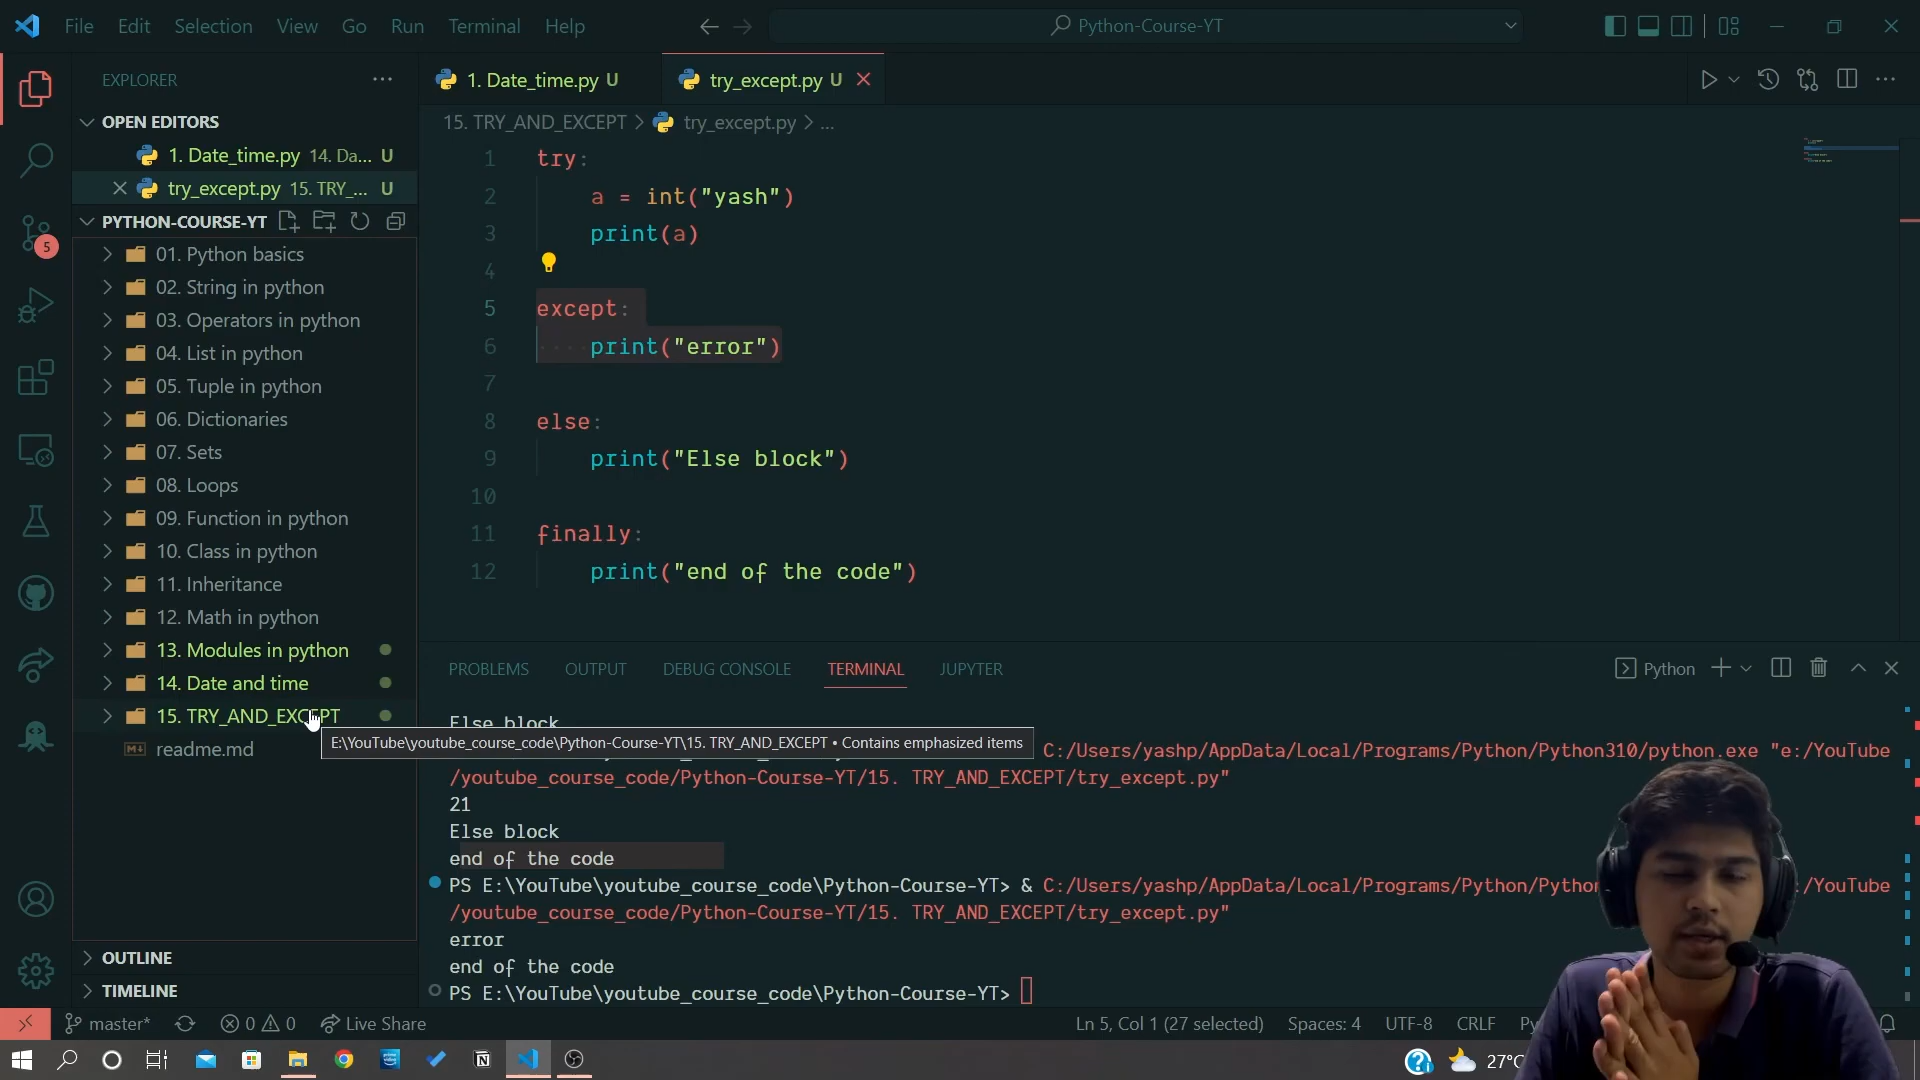 File Edit Selection View Go Run Terminal Help
Python-Course-YT
EXPLORER
1. Date_time.py U
try_except.py U
OPEN EDITORS
1. Date_time.py 14. Da... U
try_except.py 15. TRY_... U
PYTHON-COURSE-YT
01. Python basics
02. String in python
03. Operators in python
04. List in python
05. Tuple in python
06. Dictionaries
07. Sets
08. Loops
09. Function in python
10. Class in python
11. Inheritance
12. Math in python
13. Modules in python
14. Date and time
15. TRY_AND_EXCEPT
readme.md
OUTLINE
TIMELINE
5
15. TRY_AND_EXCEPT > try_except.py > ...
1 try:
2 a = int("yash")
3 print(a)
4
5 except:
6 print("error")
7
8 else:
9 print("Else block")
10
11 finally:
12 print("end of the code")
PROBLEMS OUTPUT DEBUG CONSOLE TERMINAL JUPYTER
Python
Else block
E:\YouTube\youtube_course_code\Python-Course-YT\15. TRY_AND_EXCEPT • Contains emphasized items
C:/Users/yashp/AppData/Local/Programs/Python/Python310/python.exe "e:/YouTube
/youtube_course_code/Python-Course-YT/15. TRY_AND_EXCEPT/try_except.py"
21
Else block
end of the code
PS E:\YouTube\youtube_course_code\Python-Course-YT> & C:/Users/yashp/AppData/Local/Programs/Python/Python :/YouTube
/youtube_course_code/Python-Course-YT/15. TRY_AND_EXCEPT/try_except.py"
error
end of the code
PS E:\YouTube\youtube_course_code\Python-Course-YT>
master* 0 0 Live Share
Ln 5, Col 1 (27 selected) Spaces: 4 UTF-8 CRLF Py
27°C